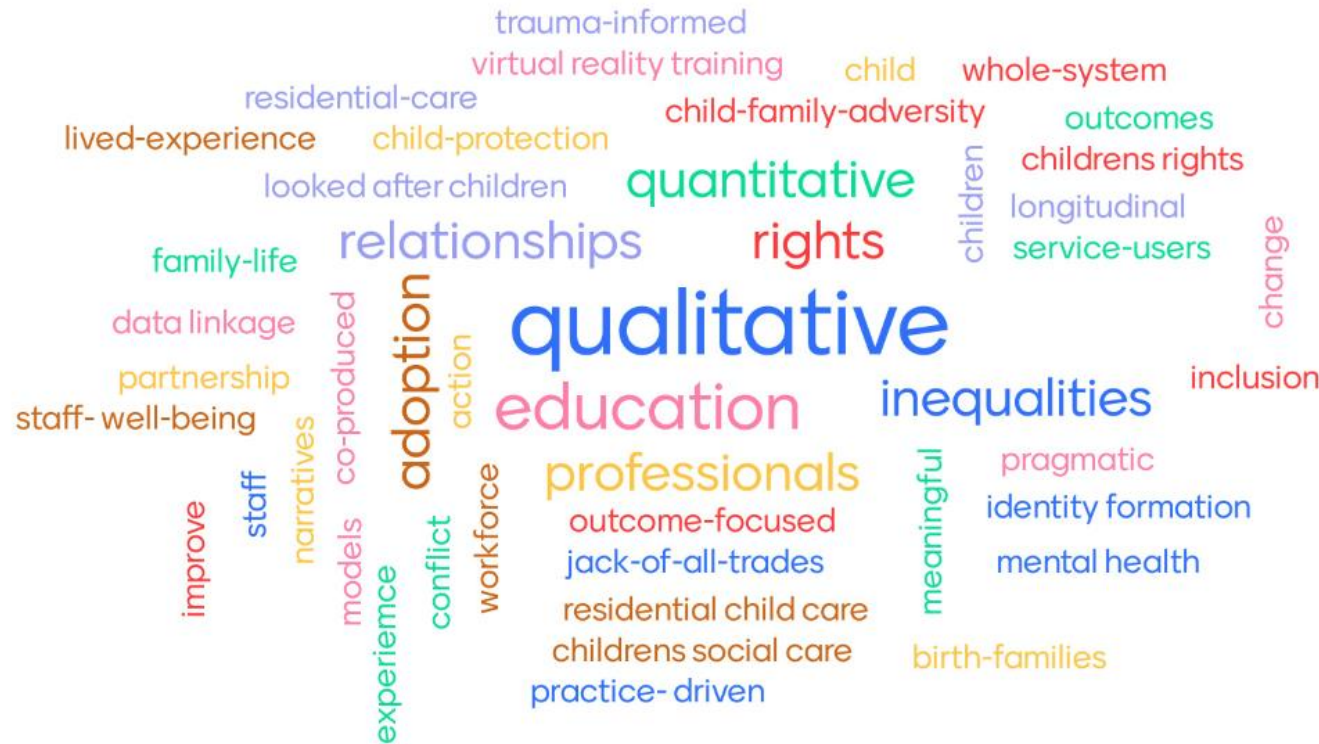 trauma-informed
virtual reality training
child
whole-system
residential-care
child-family-adversity
outcomes
lived-experience
child-protection
childrens rights
looked after children
quantitative
children
longitudinal
relationships
rights
service-users
change
family-life
adoption
qualitative
data linkage
co-produced
action
partnership
education
inequalities
inclusion
staff- well-being
narratives
professionals
meaningful
pragmatic
staff
workforce
outcome-focused
identity formation
improve
models
conflict
jack-of-all-trades
mental health
experiemce
residential child care
childrens social care
birth-families
practice- driven